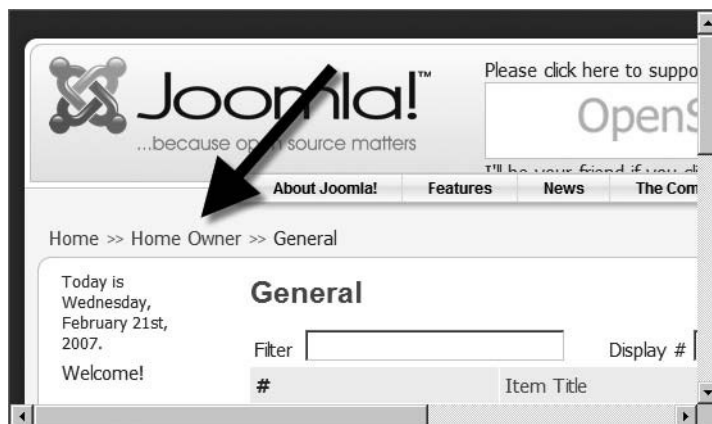 Joomla!™
...because open source matters
Please click here to suppo
OpenS
About Joomla! Features News The Com
Home >> Home Owner >> General
Today is
Wednesday,
February 21st,
2007.
Welcome!
General
Filter Display #
# Item Title